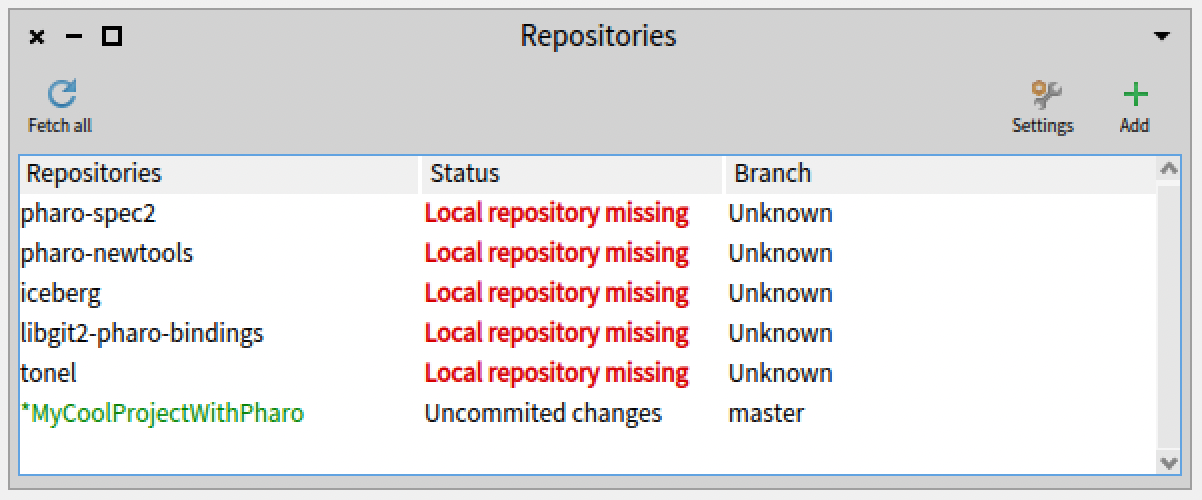 Repositories
Fetch all
Settings
Add
Repositories Status Branch
pharo-spec2 Local repository missing Unknown
pharo-newtools Local repository missing Unknown
iceberg Local repository missing Unknown
libgit2-pharo-bindings Local repository missing Unknown
tonel Local repository missing Unknown
*MyCoolProjectWithPharo Uncommited changes master